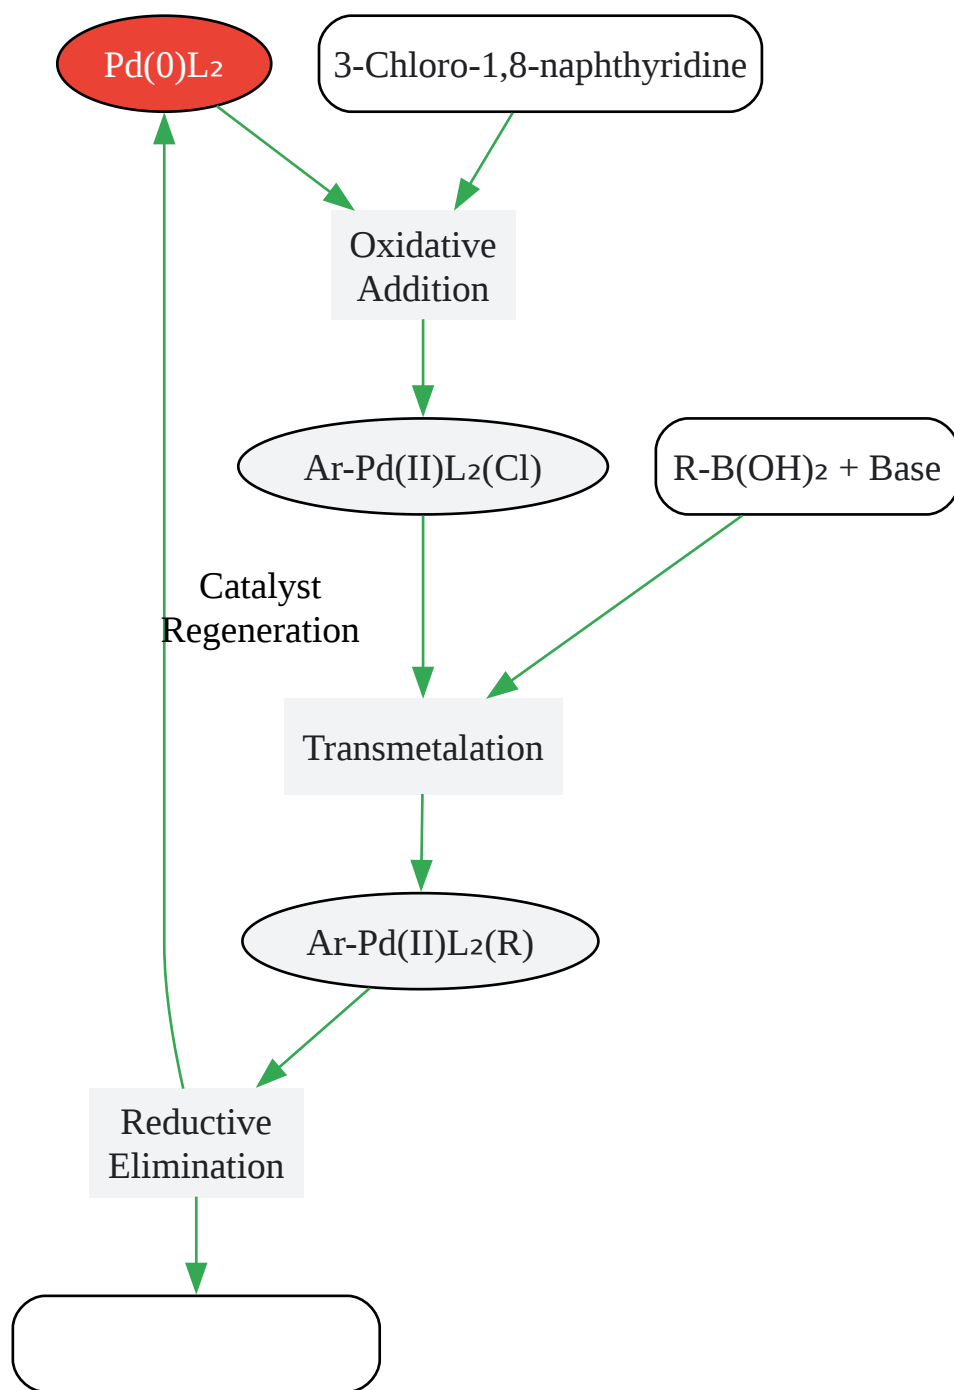 Pd(0)L₂
3-Chloro-1,8-naphthyridine
Oxidative
Addition
Ar-Pd(II)L₂(Cl)
R-B(OH)₂ + Base
Catalyst
Regeneration
Transmetalation
Ar-Pd(II)L₂(R)
Reductive
Elimination